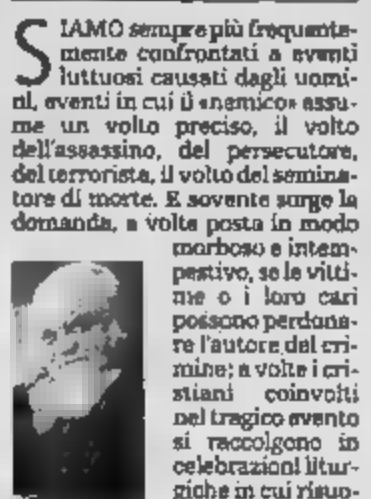 SIAMO sempre più frequente-
mente confrontati a eventi
luttuosi causati dagli uomi-
ni, eventi in cui il «nemico» assu-
me un volto preciso, il volto
dell'assassino, del persecutore,
del terrorista, il volto del semina-
tore di morte. E sovente surge la
domanda, a volte posta in modo
morboso e intem-
pestivo, se le vitti-
me o i loro cari
possono perdona-
re l'autore del cri-
mine; a volte i cri-
stiani coinvolti
nel tragico evento
si raccolgono in
celebrazioni litur-
giche in cui risup-